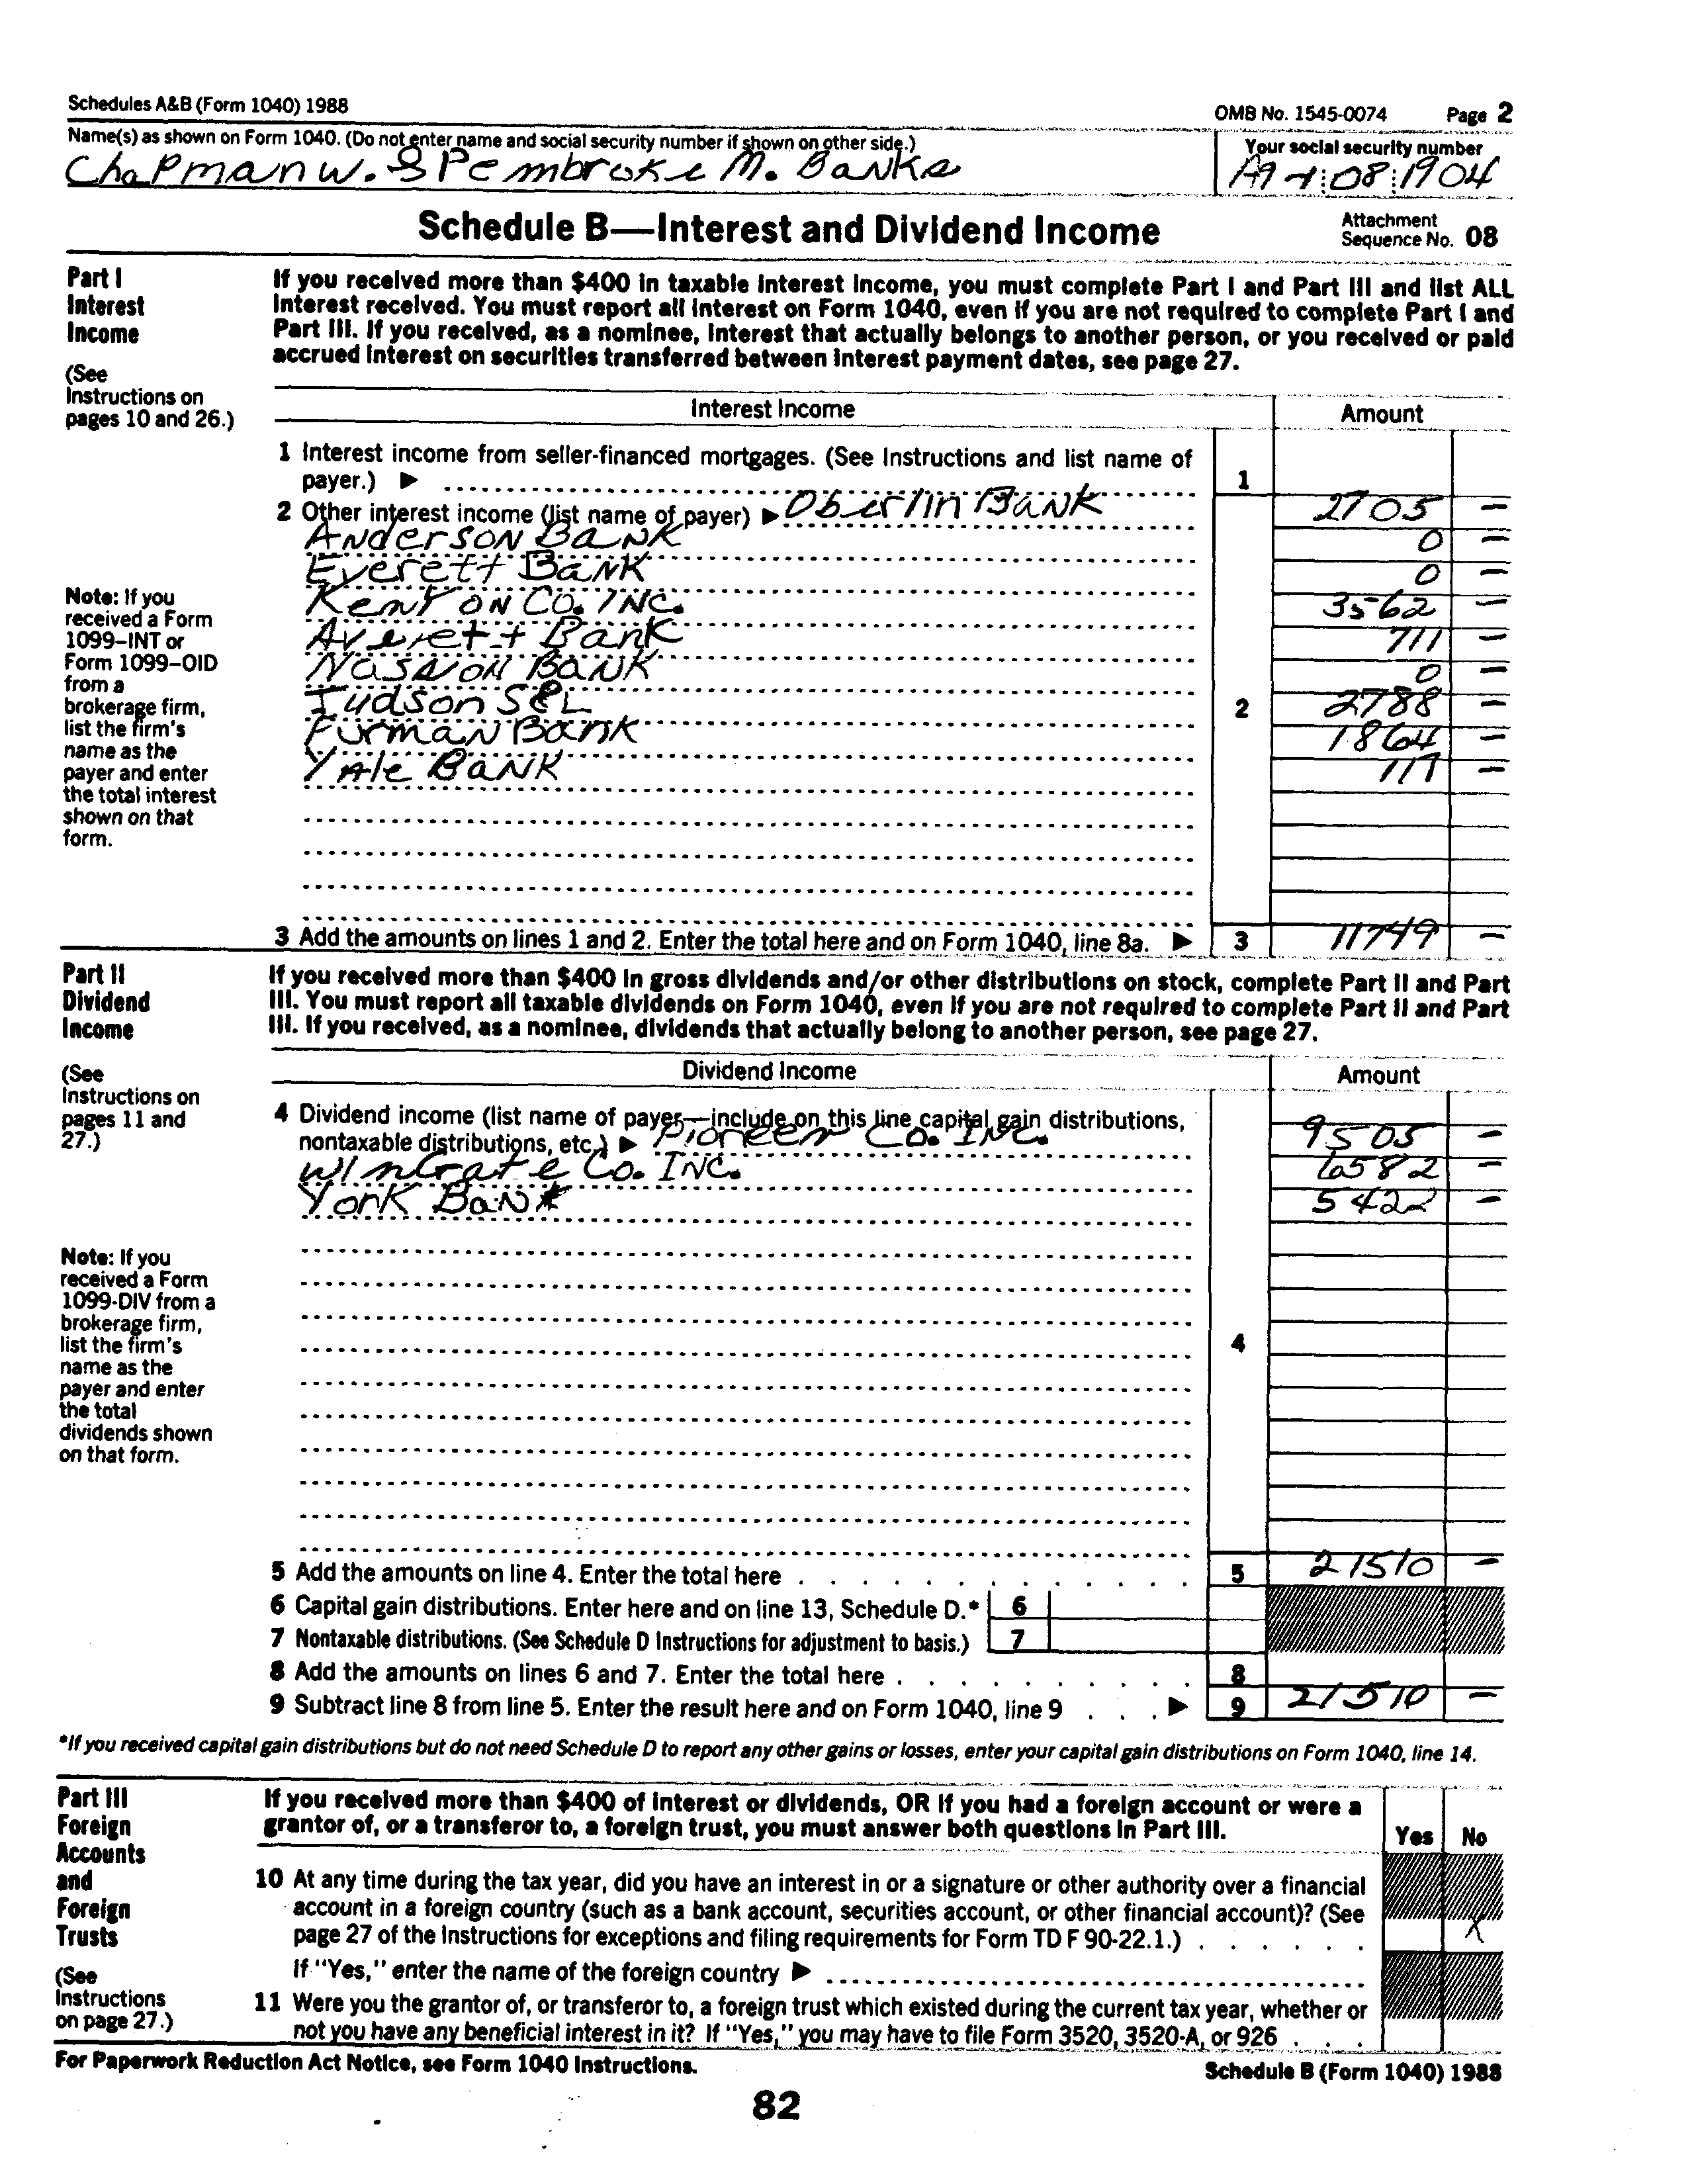 Schedules A&B (Form 1040) 1988 OMB No. 1545-0074 Page 2
Name(s) as shown on Form 1040. (Do not enter name and social security number if shown on other side.) Your social security number
Chapman W. & Pembroke M. Banks :08:1904
Schedule B—Interest and Dividend Income Attachment Sequence No. 08
Part I
Interest
Income
(See
Instructions on
pages 10 and 26.)
If you received more than $400 in taxable interest income, you must complete Part I and Part III and list ALL
interest received. You must report all interest on Form 1040, even if you are not required to complete Part I and
Part III. If you received, as a nominee, interest that actually belongs to another person, or you received or paid
accrued interest on securities transferred between interest payment dates, see page 27.
Interest Income Amount
1 Interest income from seller-financed mortgages. (See Instructions and list name of
payer.) ▶ 1
2 Other interest income (list name of payer) ▶ Oberlin Bank 2705 —
Anderson Bank 0 —
Everett Bank 0 —
Kenyon Co. Inc. 3562 —
Averett Bank 711 —
Bank 0 —
Judson S&L 2 2788 —
Furman Bank 1864 —
Yale Bank —
Note: If you
received a Form
1099–INT or
Form 1099–OID
from a
brokerage firm,
list the firm's
name as the
payer and enter
the total interest
shown on that
form.
3 Add the amounts on lines 1 and 2. Enter the total here and on Form 1040, line 8a. ▶ 3 11749 —
Part II
Dividend
Income
(See
Instructions on
pages 11 and
27.)
If you received more than $400 in gross dividends and/or other distributions on stock, complete Part II and Part
III. You must report all taxable dividends on Form 1040, even if you are not required to complete Part II and Part
III. If you received, as a nominee, dividends that actually belong to another person, see page 27.
Dividend Income Amount
4 Dividend income (list name of payer—include on this line capital gain distributions,
nontaxable distributions, etc.) ▶ Pioneer Co. Inc. 9505 —
Wingate Co. INC. 6582 —
York Bank 5422 —
Note: If you
received a Form
1099-DIV from a
brokerage firm,
list the firm's
name as the
payer and enter
the total
dividends shown
on that form.
4
5 Add the amounts on line 4. Enter the total here 5 21510 —
6 Capital gain distributions. Enter here and on line 13, Schedule D.* 6
7 Nontaxable distributions. (See Schedule D Instructions for adjustment to basis.) 7
8 Add the amounts on lines 6 and 7. Enter the total here 8
9 Subtract line 8 from line 5. Enter the result here and on Form 1040, line 9 ▶ 9 21510 —
*If you received capital gain distributions but do not need Schedule D to report any other gains or losses, enter your capital gain distributions on Form 1040, line 14.
Part III
Foreign
Accounts
and
Foreign
Trusts
(See
Instructions
on page 27.)
If you received more than $400 of interest or dividends, OR if you had a foreign account or were a
grantor of, or a transferor to, a foreign trust, you must answer both questions in Part III. Yes No
10 At any time during the tax year, did you have an interest in or a signature or other authority over a financial
account in a foreign country (such as a bank account, securities account, or other financial account)? (See
page 27 of the Instructions for exceptions and filing requirements for Form TD F 90-22.1.) X
If "Yes," enter the name of the foreign country ▶
11 Were you the grantor of, or transferor to, a foreign trust which existed during the current tax year, whether or
not you have any beneficial interest in it? If "Yes," you may have to file Form 3520, 3520-A, or 926
For Paperwork Reduction Act Notice, see Form 1040 Instructions. Schedule B (Form 1040) 1988
82